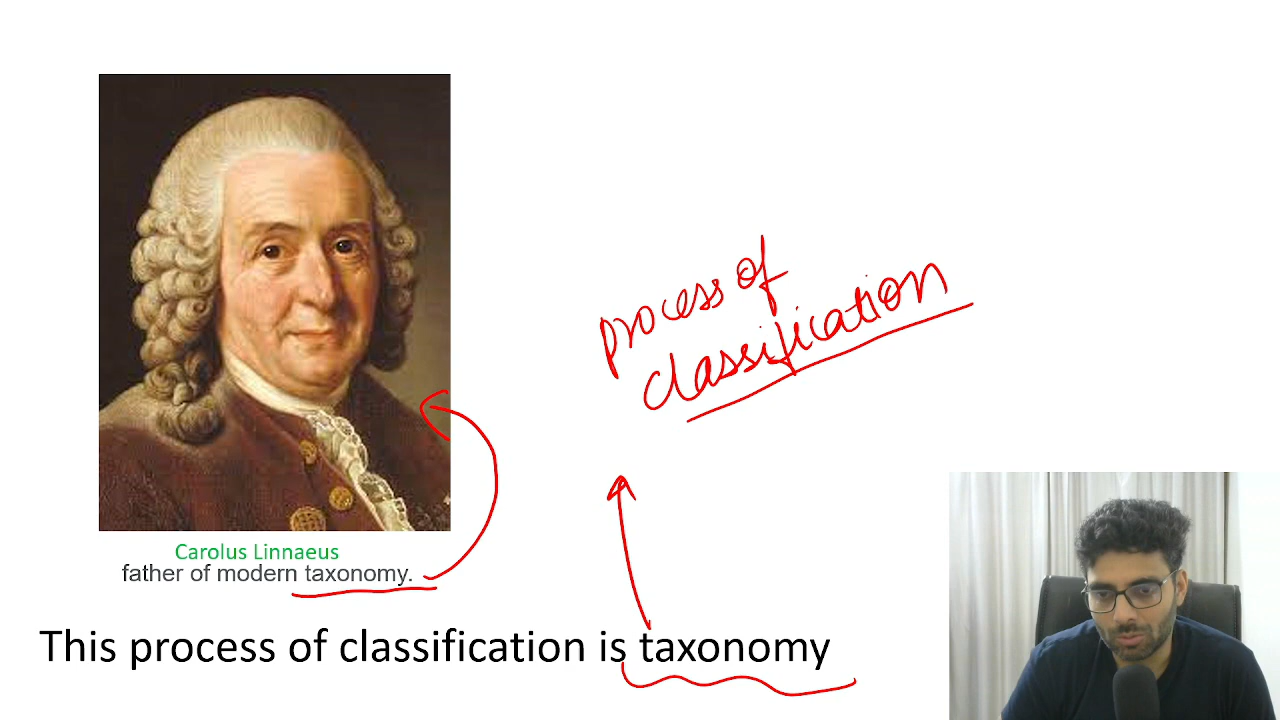 process of
classification
Carolus Linnaeus
father of modern taxonomy.
This process of classification is taxonomy